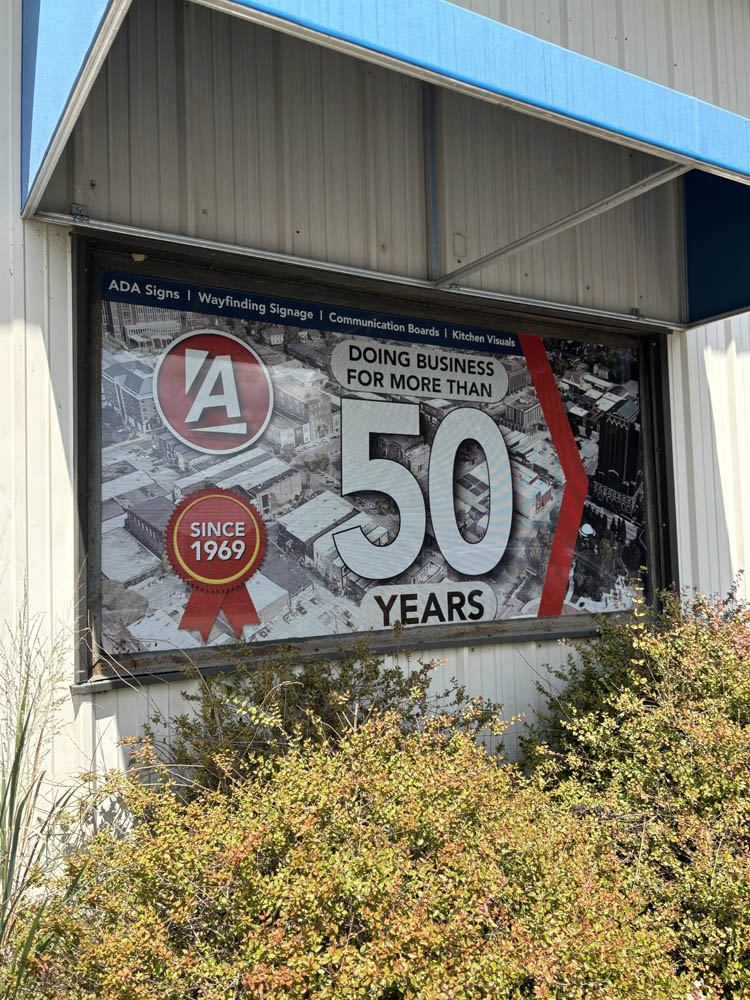 ADA Signs | Wayfinding Signage | Communication Boards | Kitchen Visuals
A
DOING BUSINESS
FOR MORE THAN
50
YEARS
SINCE
1969